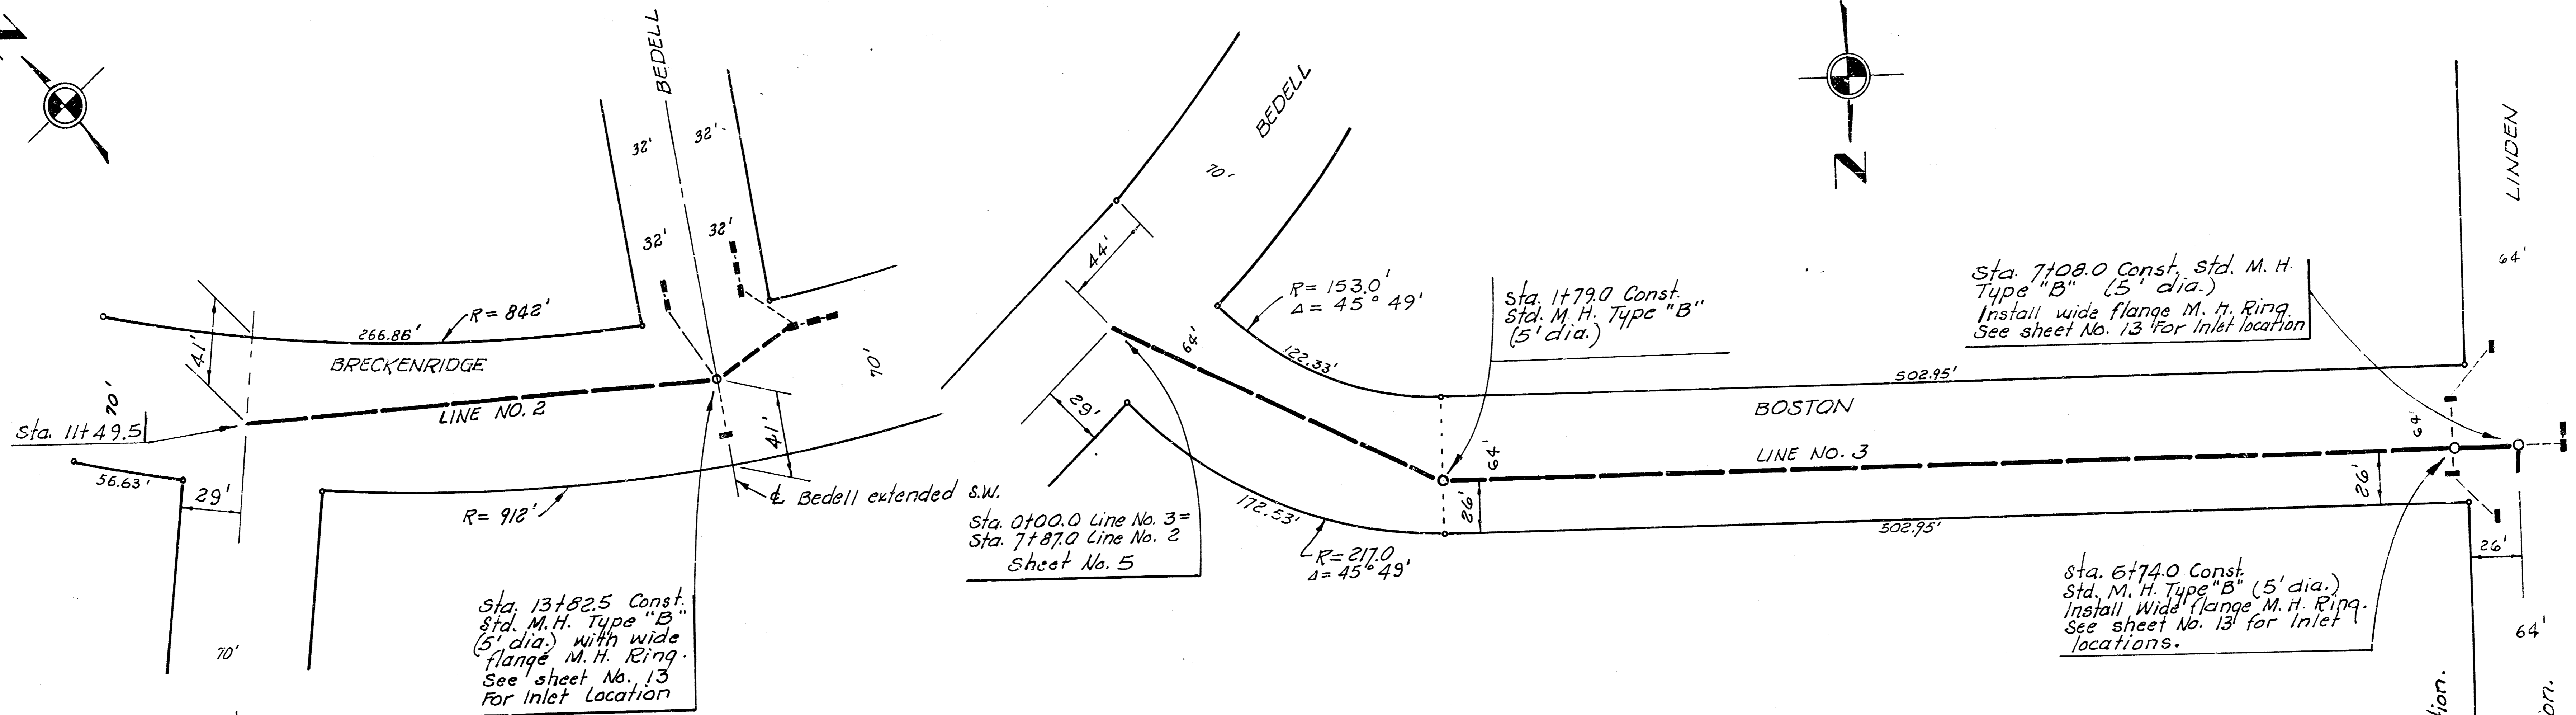 N
BEDELL
32'
32'
32'
32'
R= 842'
266.86'
41'
BRECKENRIDGE
70'
LINE NO. 2
Sta. 11+49.5
56.63'
29'
70'
R= 912'
41'
70'
℄ Bedell extended S.W.
Sta. 13+82.5 Const.
Std. M.H. Type "B"
(5' dia.) with wide
flange M.H. Ring.
See sheet No. 13
For Inlet Location
BEDELL
70'
44'
64'
29'
R= 153.0'
Δ= 45° 49'
122.33'
172.53'
R= 217.0
Δ= 45° 49'
Sta. 0+00.0 Line No. 3=
Sta. 7+87.0 Line No. 2
Sheet No. 5
Sta. 1+79.0 Const.
Std. M.H. Type "B"
(5' dia.)
N
64'
26'
502.95'
BOSTON
LINE NO. 3
502.95'
Sta. 7+08.0 Const. Std. M.H.
Type "B" (5' dia.)
Install wide flange M.H. Ring.
See sheet No. 13 For Inlet location
LINDEN
64'
64'
26'
26'
64'
Sta. 6+74.0 Const.
Std. M.H. Type "B" (5' dia.)
Install Wide flange M.H. Ring.
See sheet No. 13 for Inlet
locations.